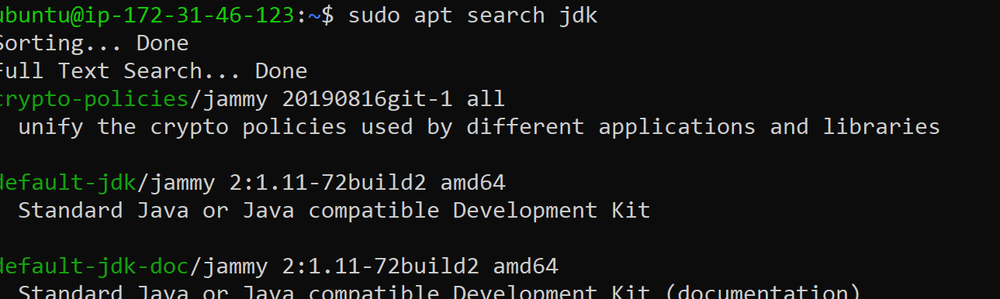 ubuntu@ip-172-31-46-123:~$ sudo apt search jdk
Sorting... Done
Full Text Search... Done
crypto-policies/jammy 20190816git-1 all
unify the crypto policies used by different applications and libraries
default-jdk/jammy 2:1.11-72build2 amd64
Standard Java or Java compatible Development Kit
default-jdk-doc/jammy 2:1.11-72build2 amd64
Standard Java or Java compatible Development Kit (documentation)